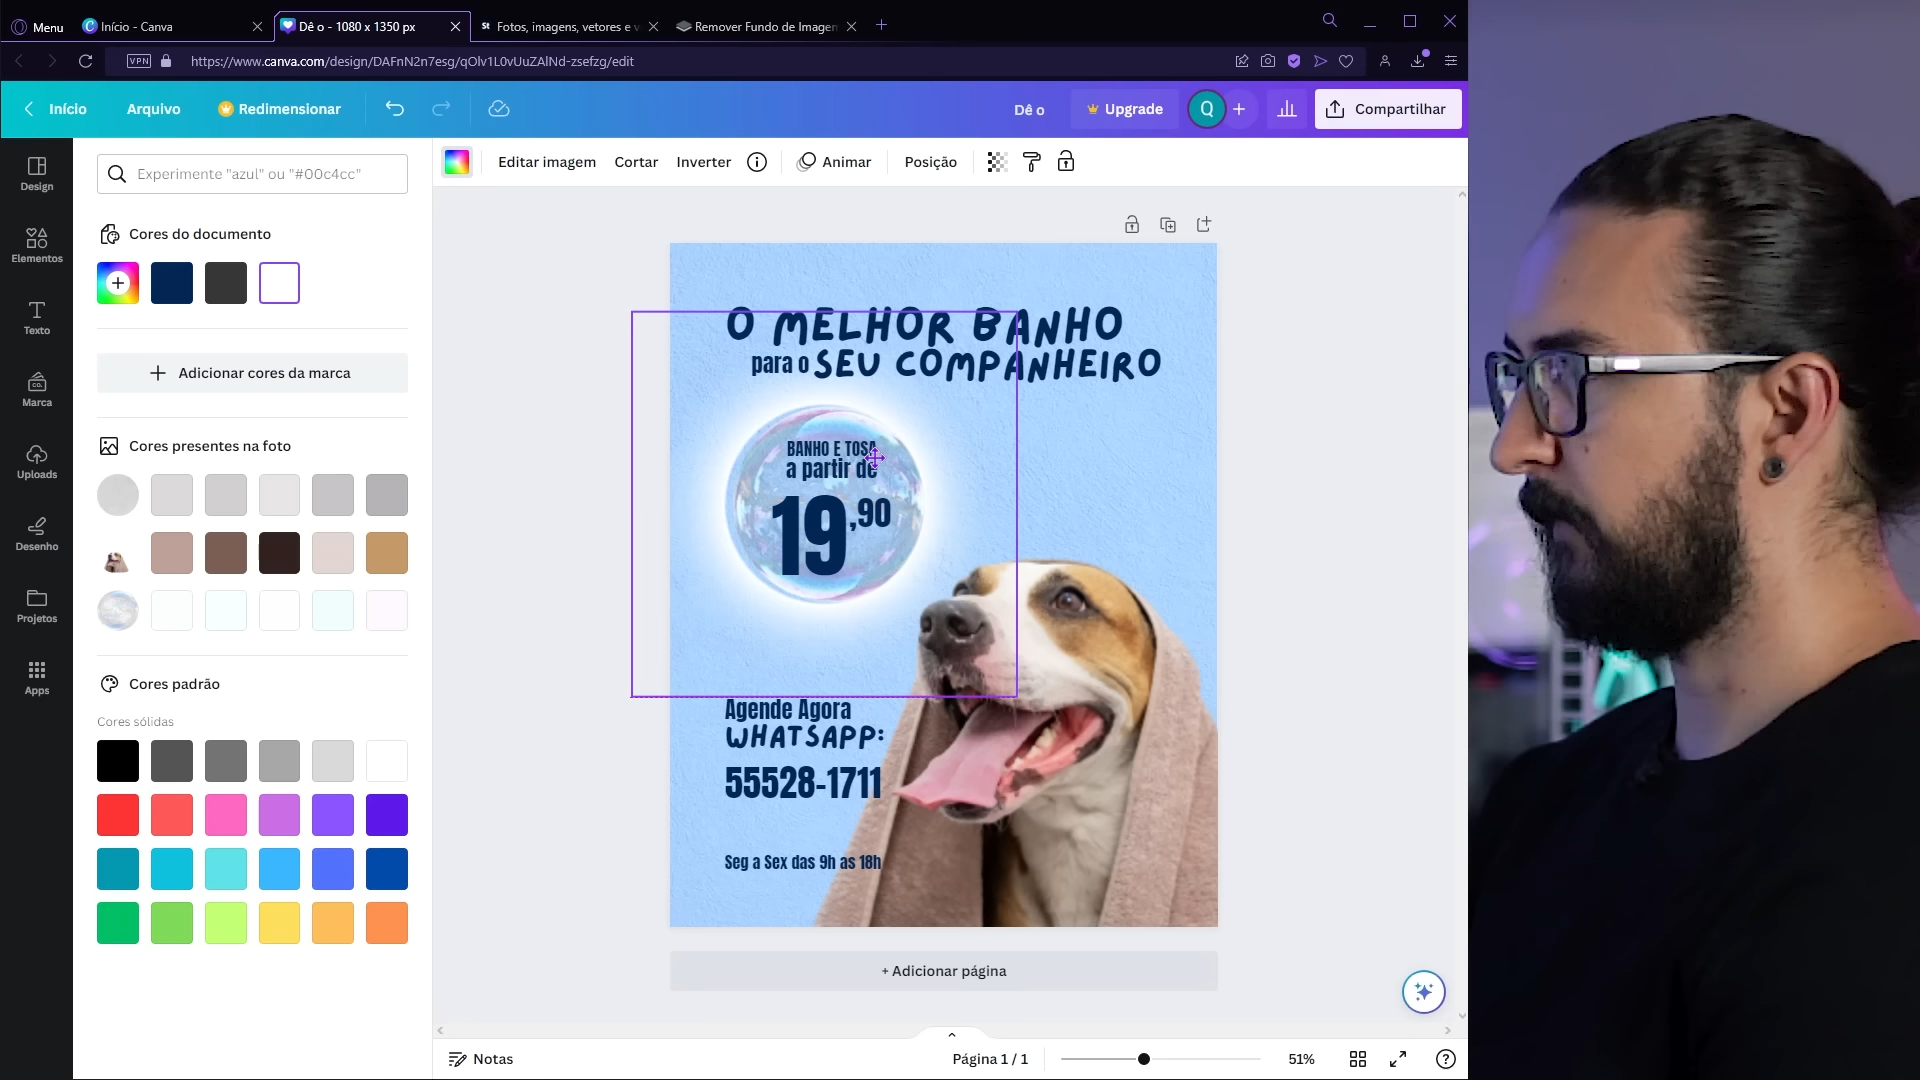 Menu
Início - Canva
Dê o - 1080 x 1350 px
St Fotos, imagens, vetores e v
Remover Fundo de Imagen
VPN
https://www.canva.com/design/DAFnN2n7esg/qOlv1L0vUuZAlNd-zsefzg/edit
Início
Arquivo
Redimensionar
Dê o
Upgrade
Q
Compartilhar
Design
Elementos
Texto
co.
Marca
Uploads
Desenho
Projetos
Apps
Experimente "azul" ou "#00c4cc"
Cores do documento
Adicionar cores da marca
Cores presentes na foto
Cores padrão
Cores sólidas
Editar imagem
Cortar
Inverter
Animar
Posição
O MELHOR BANHO
para o SEU COMPANHEIRO
BANHO E TOSA
a partir de
19,90
Agende Agora
WHATSAPP:
55528-1711
Seg a Sex das 9h as 18h
+ Adicionar página
Notas
Página 1 / 1
51%